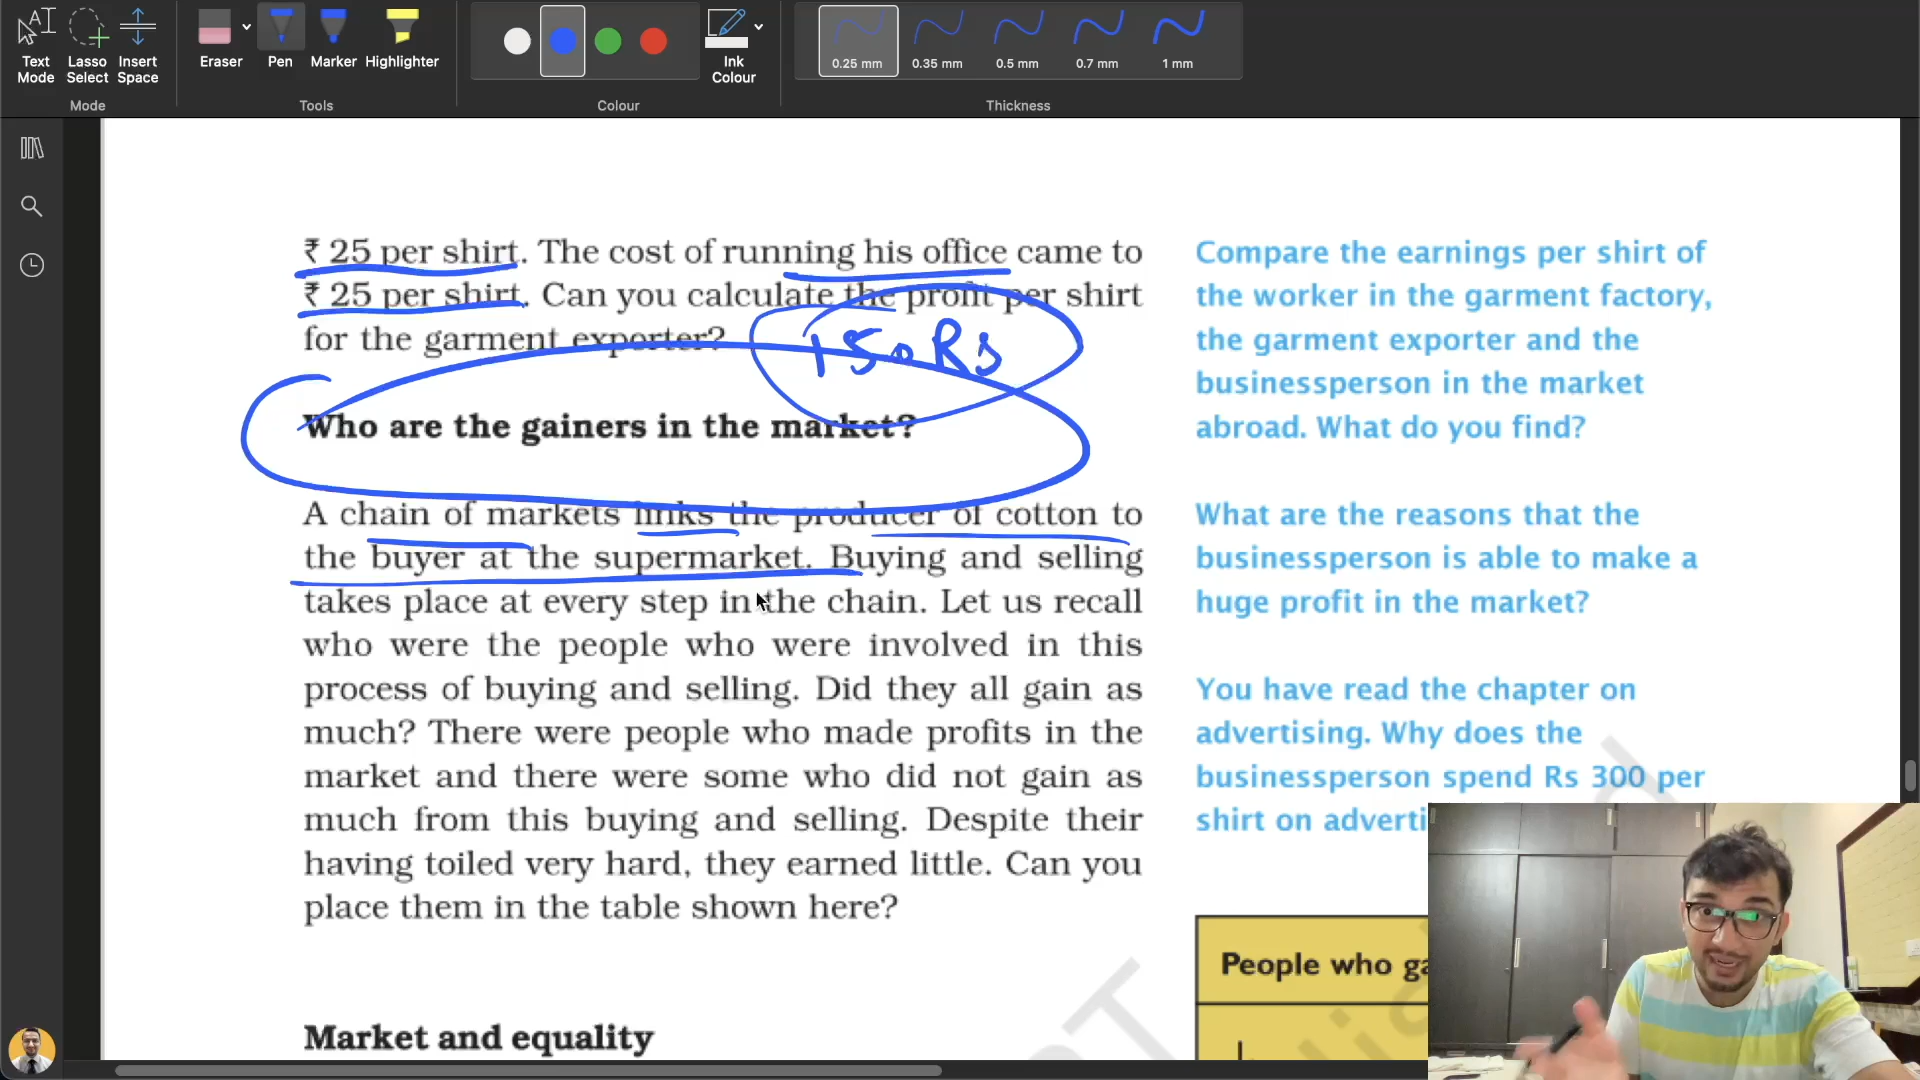 Text
Mode
Lasso
Select
Insert
Space
Eraser
Pen
Marker
Highlighter
Ink
Colour
0.25 mm
0.35 mm
0.5 mm
0.7 mm
1 mm
Mode
Tools
Colour
Thickness
₹ 25 per shirt. The cost of running his office came to
₹ 25 per shirt. Can you calculate the profit per shirt
for the garment exporter?
150 Rs
Who are the gainers in the market?
A chain of markets links the producer of cotton to
the buyer at the supermarket. Buying and selling
takes place at every step in the chain. Let us recall
who were the people who were involved in this
process of buying and selling. Did they all gain as
much? There were people who made profits in the
market and there were some who did not gain as
much from this buying and selling. Despite their
having toiled very hard, they earned little. Can you
place them in the table shown here?
Market and equality
Compare the earnings per shirt of
the worker in the garment factory,
the garment exporter and the
businessperson in the market
abroad. What do you find?
What are the reasons that the
businessperson is able to make a
huge profit in the market?
You have read the chapter on
advertising. Why does the
businessperson spend Rs 300 per
shirt on adverti
People who ga
1